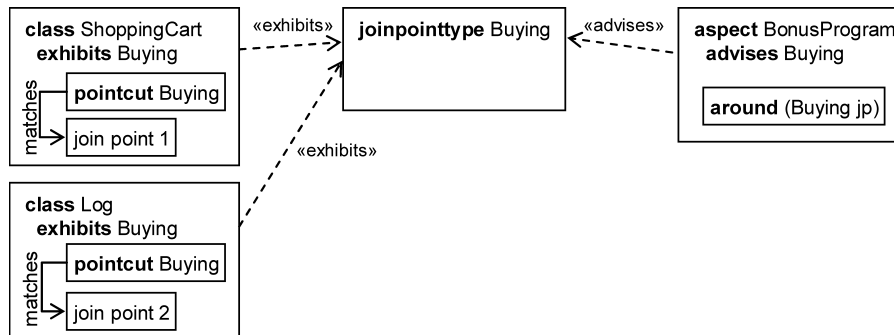 class ShoppingCart
exhibits Buying
pointcut Buying
matches
join point 1
«exhibits»
joinpointtype Buying
«advises»
aspect BonusProgram
advises Buying
around (Buying jp)
«exhibits»
class Log
exhibits Buying
pointcut Buying
matches
join point 2